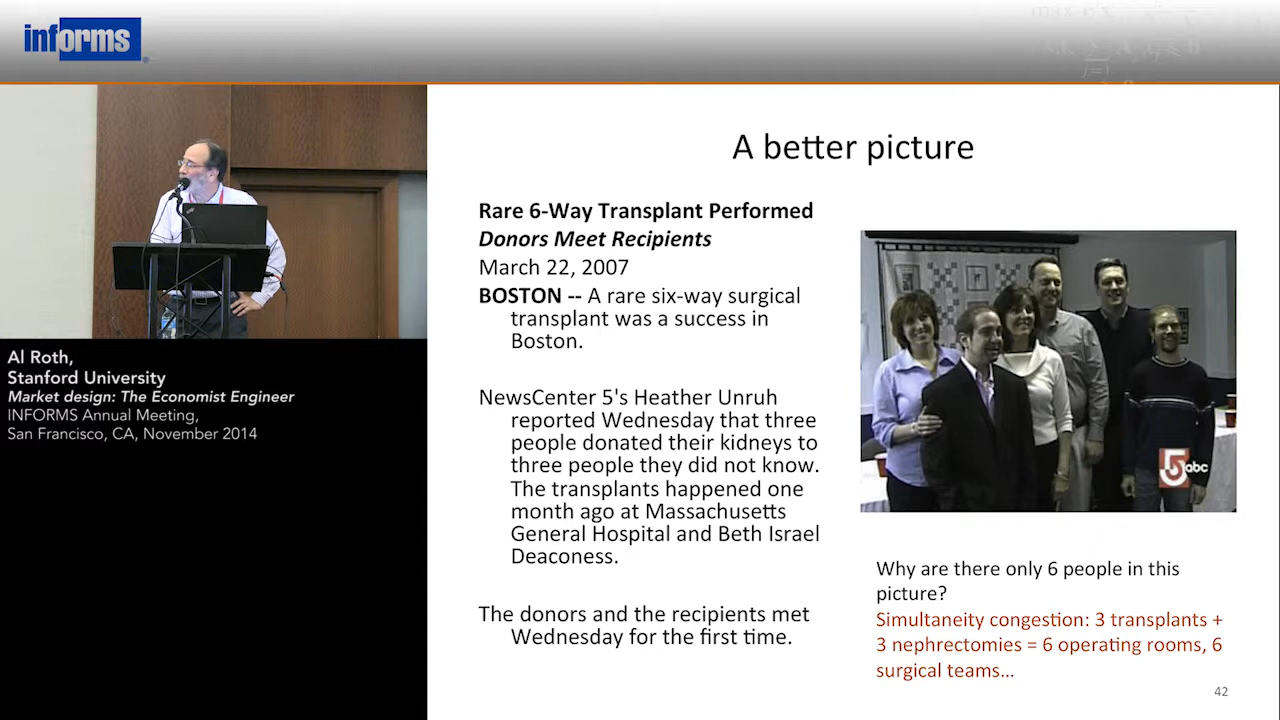 informs
Al Roth,
Stanford University
Market design: The Economist Engineer
INFORMS Annual Meeting,
San Francisco, CA, November 2014
A better picture
Rare 6-Way Transplant Performed
Donors Meet Recipients
March 22, 2007
BOSTON -- A rare six-way surgical
transplant was a success in
Boston.
NewsCenter 5's Heather Unruh
reported Wednesday that three
people donated their kidneys to
three people they did not know.
The transplants happened one
month ago at Massachusetts
General Hospital and Beth Israel
Deaconess.
The donors and the recipients met
Wednesday for the first time.
5 abc
Why are there only 6 people in this
picture?
Simultaneity congestion: 3 transplants +
3 nephrectomies = 6 operating rooms, 6
surgical teams…
42